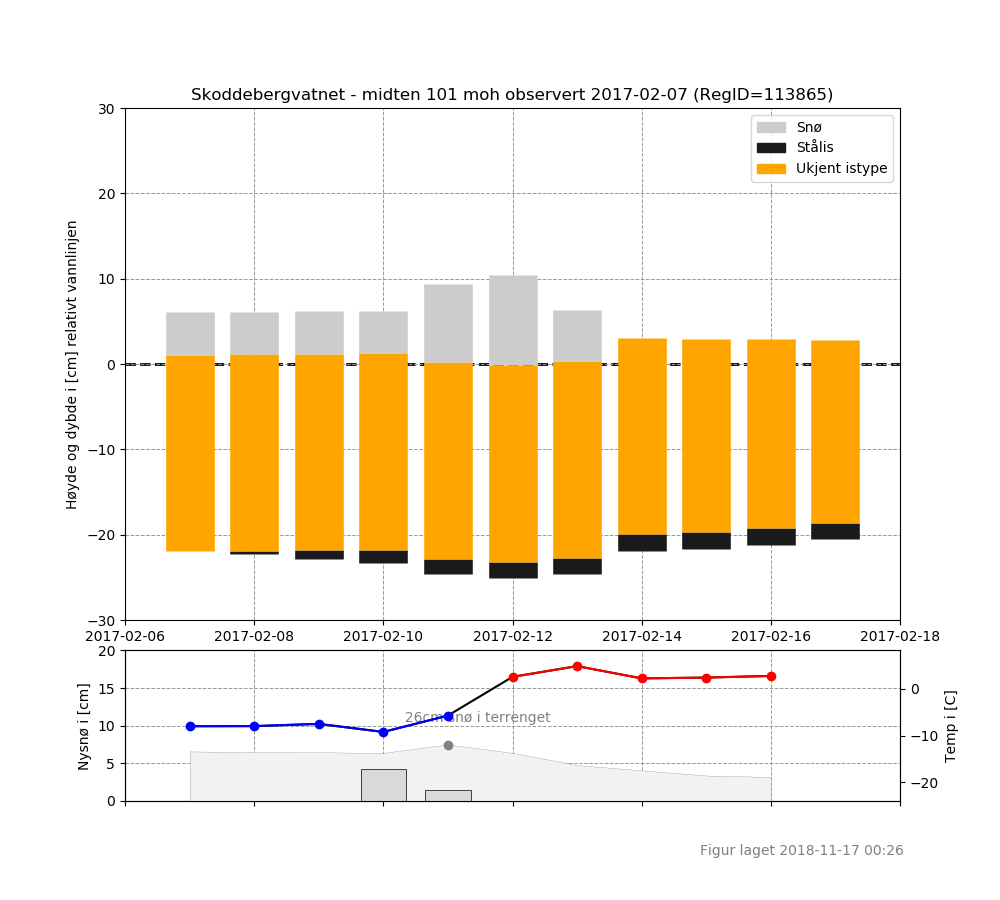 Skoddebergvatnet - midten 101 moh observert 2017-02-07 (RegID=113865)
30
20
10
0
−10
−20
−30
Høyde og dybde i [cm] relativt vannlinjen
Snø
Stålis
Ukjent istype
2017-02-06
2017-02-08
2017-02-10
2017-02-12
2017-02-14
2017-02-16
2017-02-18
20
15
10
5
0
Nysnø i [cm]
26cm snø i terrenget
0
−10
−20
Temp i [C]
Figur laget 2018-11-17 00:26